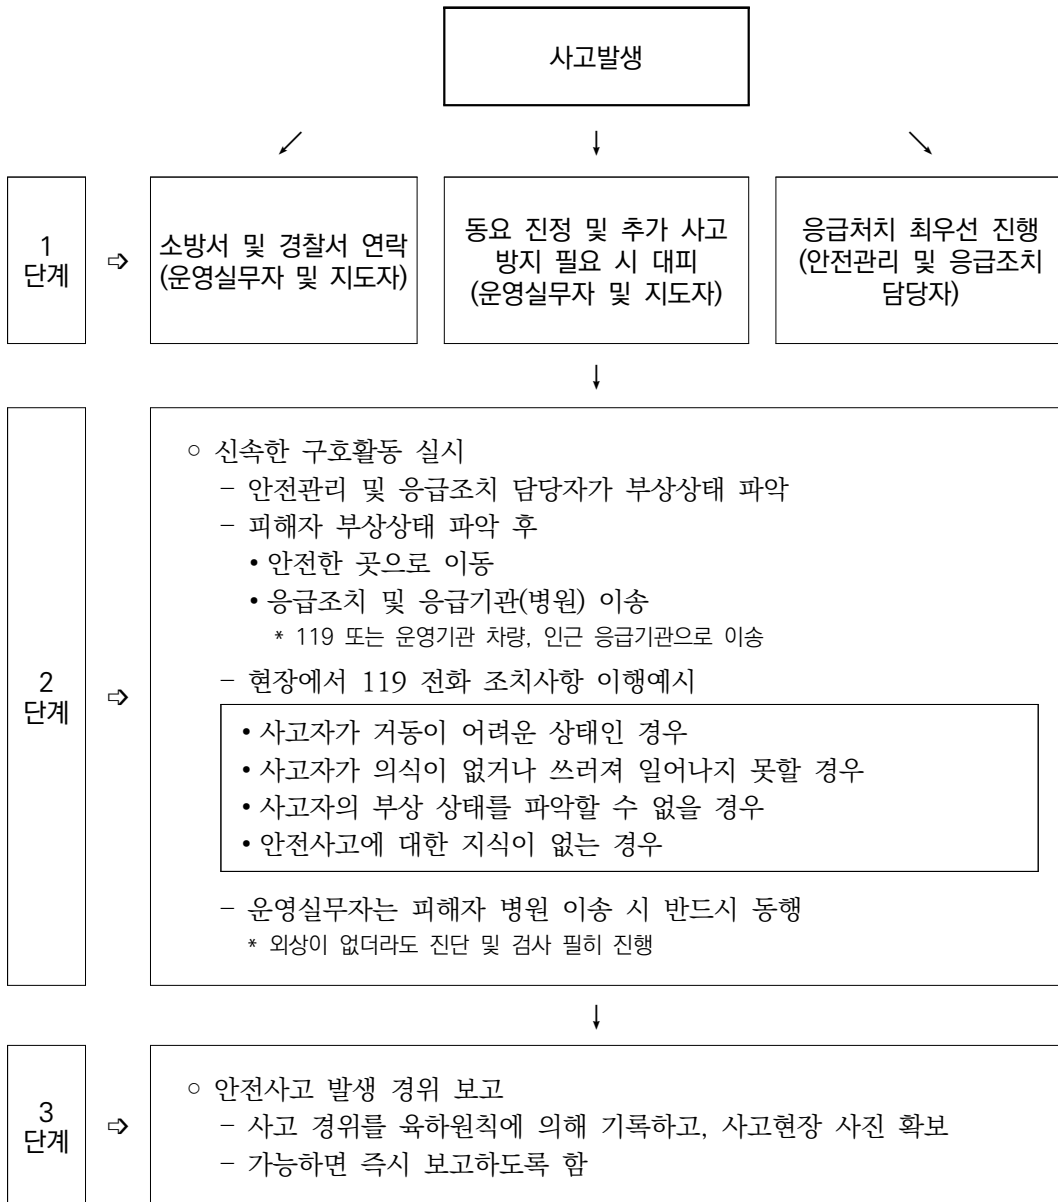 사고발생
1
단계
소방서 및 경찰서 연락
(운영실무자 및 지도자)
동요 진정 및 추가 사고
방지 필요 시 대피
(운영실무자 및 지도자)
응급처치 최우선 진행
(안전관리 및 응급조치
담당자)
2
단계
○ 신속한 구호활동 실시
– 안전관리 및 응급조치 담당자가 부상상태 파악
– 피해자 부상상태 파악 후
• 안전한 곳으로 이동
• 응급조치 및 응급기관(병원) 이송
* 119 또는 운영기관 차량, 인근 응급기관으로 이송
– 현장에서 119 전화 조치사항 이행예시
• 사고자가 거동이 어려운 상태인 경우
• 사고자가 의식이 없거나 쓰러져 일어나지 못할 경우
• 사고자의 부상 상태를 파악할 수 없을 경우
• 안전사고에 대한 지식이 없는 경우
– 운영실무자는 피해자 병원 이송 시 반드시 동행
* 외상이 없더라도 진단 및 검사 필히 진행
3
단계
○ 안전사고 발생 경위 보고
– 사고 경위를 육하원칙에 의해 기록하고, 사고현장 사진 확보
– 가능하면 즉시 보고하도록 함